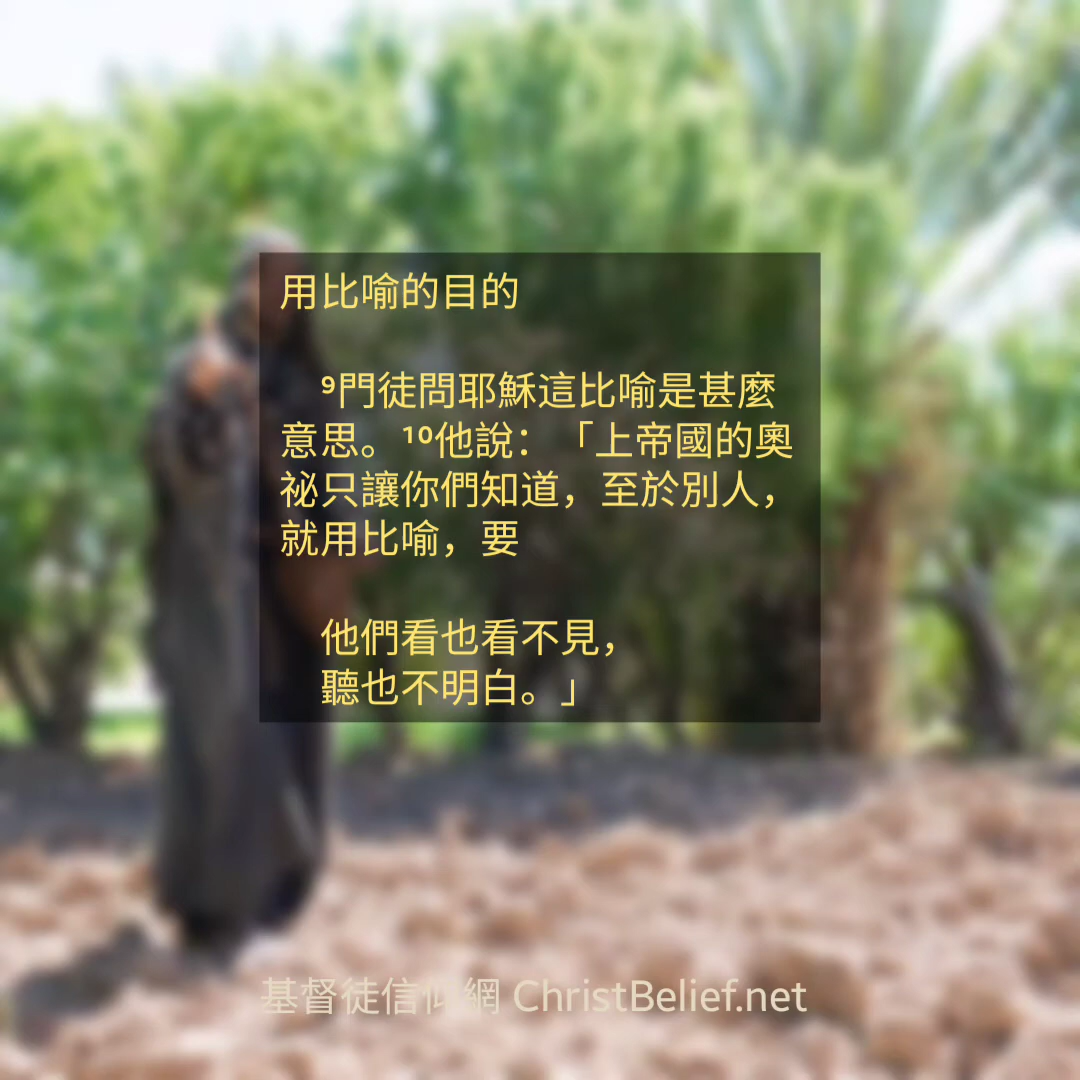 用比喻的目的
⁹門徒問耶穌這比喻是甚麼
意思。¹⁰他說：「上帝國的奧
祕只讓你們知道，至於別人，
就用比喻，要
他們看也看不見，
聽也不明白。」
基督徒信仰網 ChristBelief.net